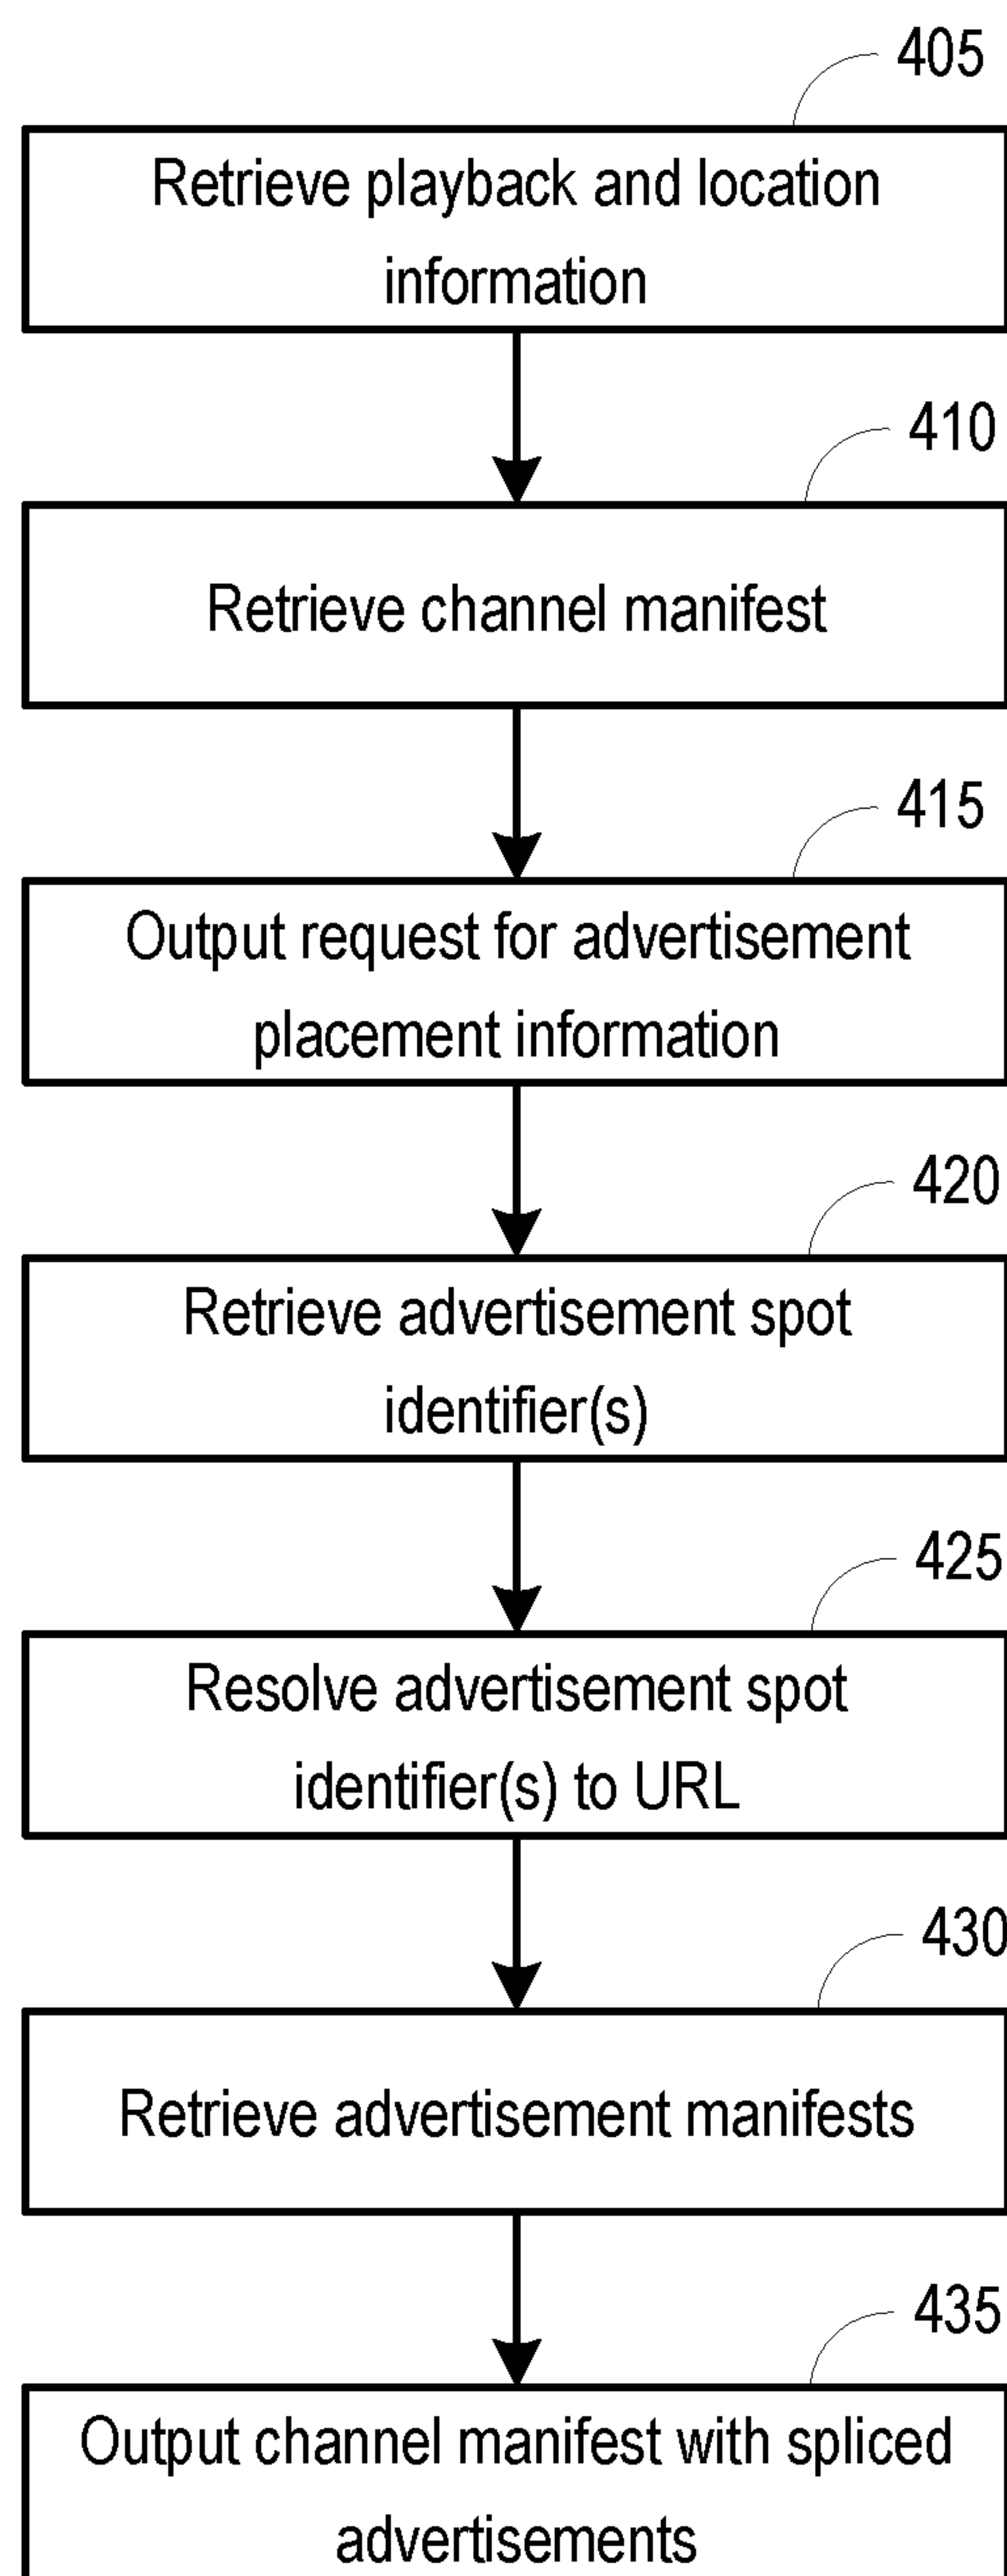 405
Retrieve playback and location
information
410
Retrieve channel manifest
415
Output request for advertisement
placement information
420
Retrieve advertisement spot
identifier(s)
425
Resolve advertisement spot
identifier(s) to URL
430
Retrieve advertisement manifests
435
Output channel manifest with spliced
advertisements